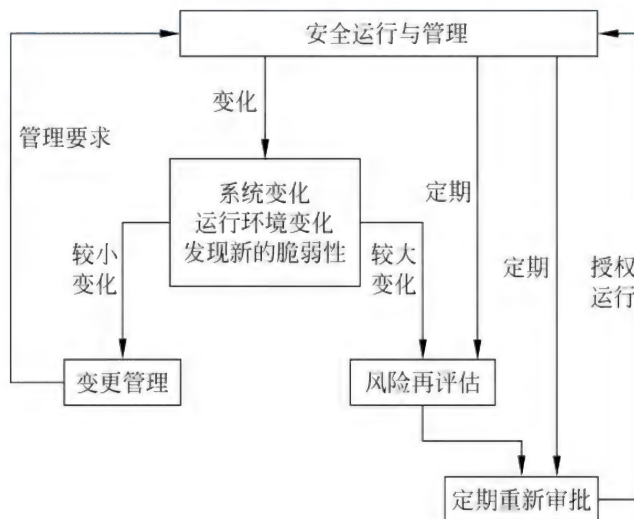 安全运行与管理
变化
管理要求
系统变化
运行环境变化
发现新的脆弱性
定期
较小
变化
较大
变化
定期
授权
运行
变更管理
风险再评估
定期重新审批